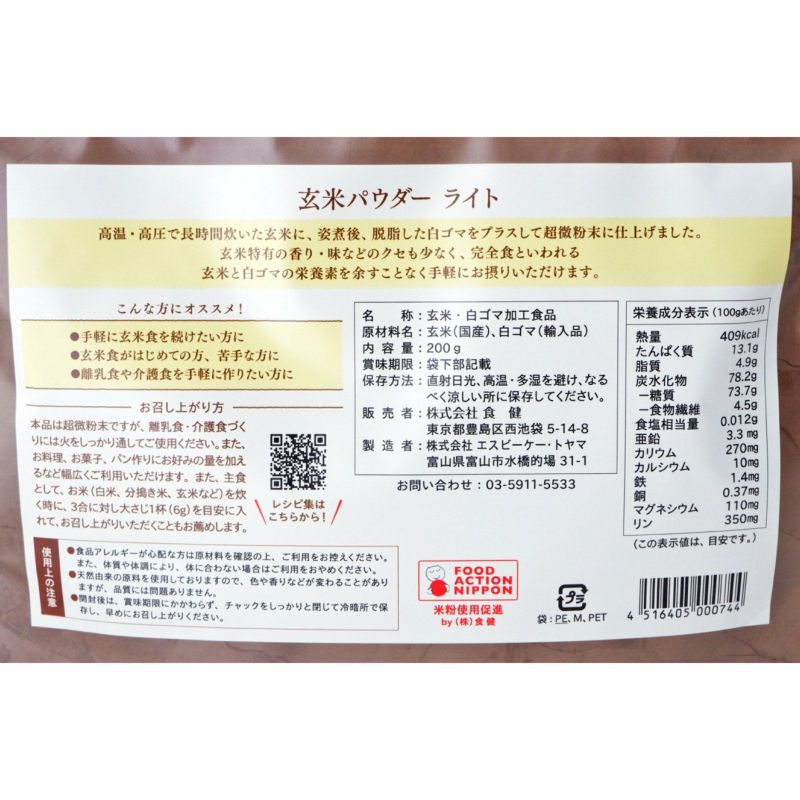 玄米パウダー ライト
高温・高圧で長時間炊いた玄米に、姿煮後、脱脂した白ゴマをプラスして超微粉末に仕上げました。
玄米特有の香り・味などのクセも少なく、完全食といわれる
玄米と白ゴマの栄養素を余すことなく手軽にお摂りいただけます。
こんな方にオススメ!
●手軽に玄米食を続けたい方に
●玄米食がはじめての方、苦手な方に
●離乳食や介護食を手軽に作りたい方に
お召し上がり方
本品は超微粉末ですが、離乳食・介護食づく
りには火をしっかり通してご使用ください。また、
お料理、お菓子、パン作りにお好みの量を加え
るなど幅広くご利用いただけます。また、主食
として、お米(白米、分搗き米、玄米など)を炊
く時に、3合に対し大さじ1杯(6g)を目安に入
れて、お召し上がりいただくこともお薦めします。
レシピ集は
こちらから!
名 称:玄米・白ゴマ加工食品
原材料名:玄米(国産)、白ゴマ(輸入品)
内 容 量:200g
賞味期限:袋下部記載
保存方法:直射日光、高温・多湿を避け、なる
べく涼しい所に保存してください。
販 売 者:株式会社 食 健
東京都豊島区西池袋 5-14-8
製 造 者:株式会社 エスビーケー・トヤマ
富山県富山市水橋的場 31-1
お問い合わせ:03-5911-5533
栄養成分表示(100gあたり)
熱量 409kcal
たんぱく質 13.1g
脂質 4.9g
炭水化物 78.2g
-糖質 73.7g
-食物繊維 4.5g
食塩相当量 0.012g
亜鉛 3.3mg
カリウム 270mg
カルシウム 10mg
鉄 1.4mg
銅 0.37mg
マグネシウム 110mg
リン 350mg
(この表示値は、目安です。)
使用上の注意
●食品アレルギーが心配な方は原材料を確認の上、ご利用をお控えください。
また、体質や体調により、体に合わない場合はご利用をおやめください。
●天然由来の原料を使用しておりますので、色や香りなどが変わることがあり
ますが、品質には問題ありません。
●開封後は、賞味期限にかかわらず、チャックをしっかりと閉じて冷暗所で保
存し、早めにお召し上がりください。
FOOD
ACTION
NIPPON
米粉使用促進
by(株)食健
プラ
袋:PE、M、PET
4 516405 000744